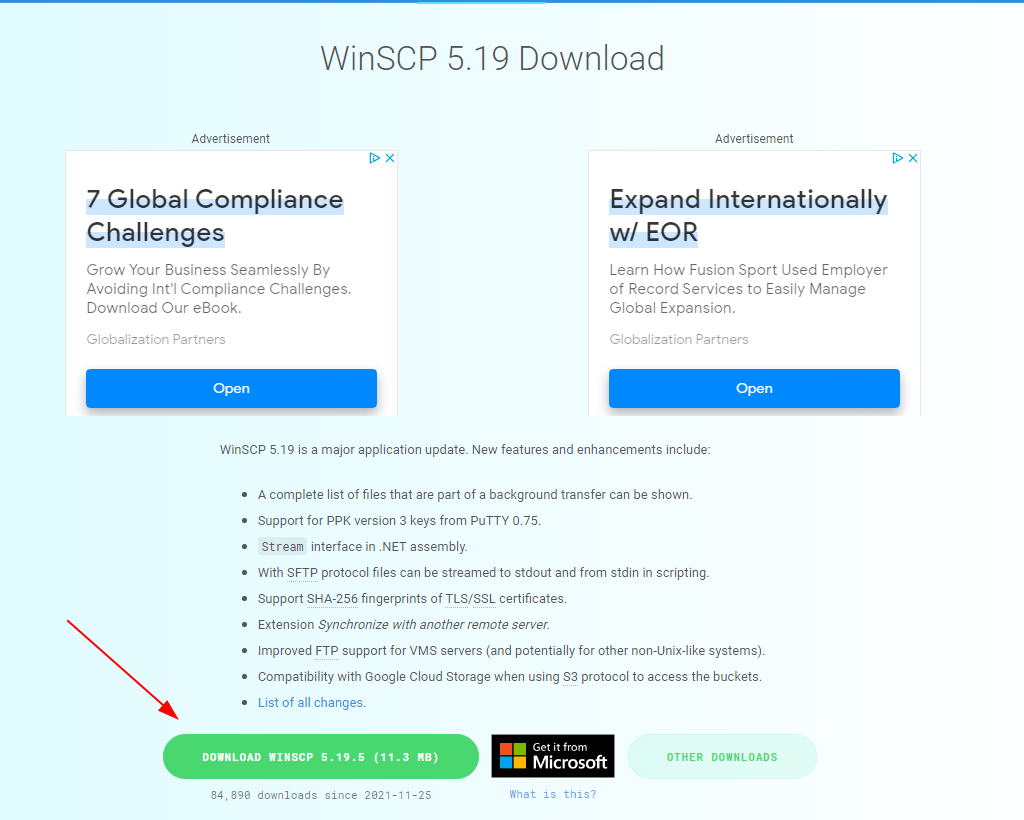 WinSCP 5.19 Download
Advertisement
7 Global Compliance
Challenges
Grow Your Business Seamlessly By
Avoiding Int'l Compliance Challenges.
Download Our eBook.
Globalization Partners
Open
Advertisement
Expand Internationally
w/ EOR
Learn How Fusion Sport Used Employer
of Record Services to Easily Manage
Global Expansion.
Globalization Partners
Open
WinSCP 5.19 is a major application update. New features and enhancements include:
A complete list of files that are part of a background transfer can be shown.
Support for PPK version 3 keys from PuTTY 0.75.
Stream interface in .NET assembly.
With SFTP protocol files can be streamed to stdout and from stdin in scripting.
Support SHA-256 fingerprints of TLS/SSL certificates.
Extension Synchronize with another remote server.
Improved FTP support for VMS servers (and potentially for other non-Unix-like systems).
Compatibility with Google Cloud Storage when using S3 protocol to access the buckets.
List of all changes.
DOWNLOAD WINSCP 5.19.5 (11.3 MB)
84,890 downloads since 2021-11-25
Get it from
Microsoft
What is this?
OTHER DOWNLOADS